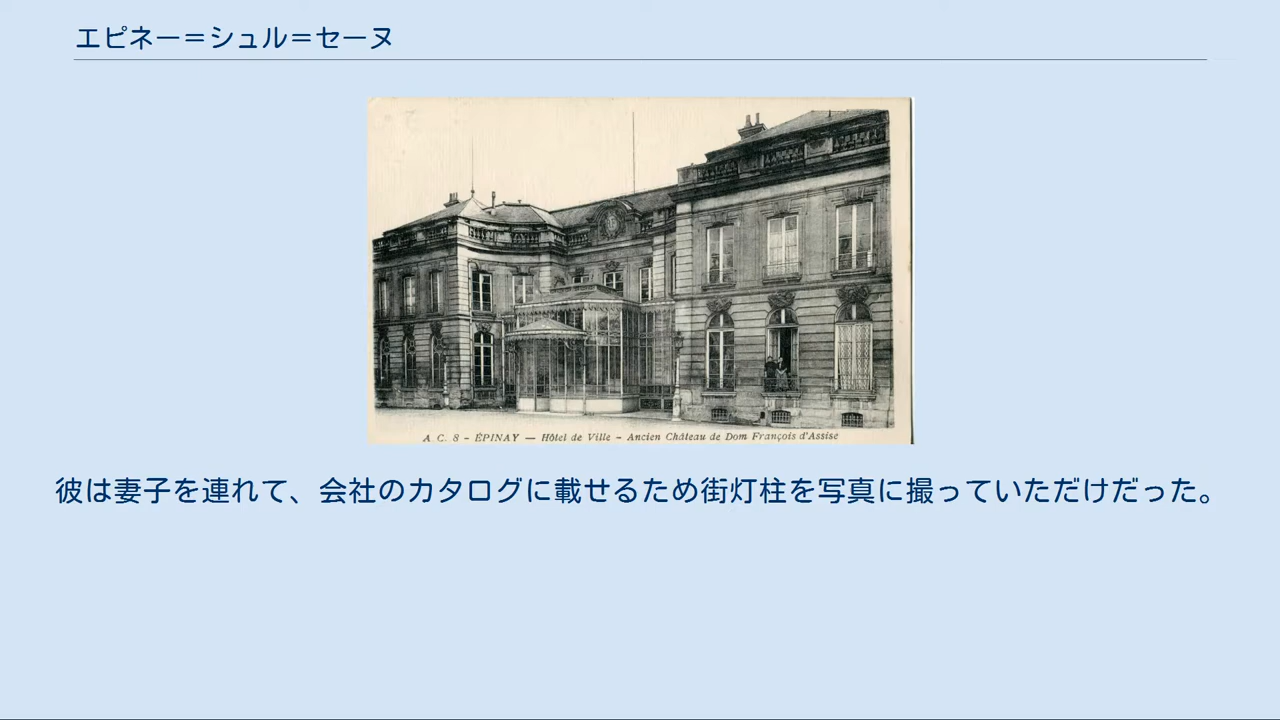 エピネー＝シュル＝セーヌ
A. C. 8 - ÉPINAY — Hôtel de Ville - Ancien Château de Dom François d'Assise
彼は妻子を連れて、会社のカタログに載せるため街灯柱を写真に撮っていただけだった。